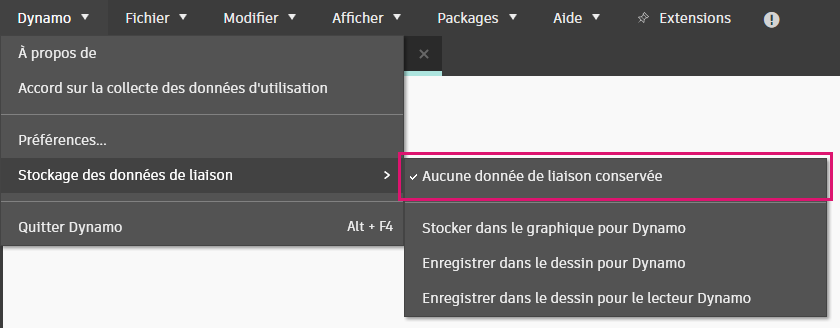 Dynamo Fichier Modifier Afficher Packages Aide Extensions
À propos de
Accord sur la collecte des données d'utilisation
Préférences...
Stockage des données de liaison
Aucune donnée de liaison conservée
Quitter Dynamo Alt + F4
Stocker dans le graphique pour Dynamo
Enregistrer dans le dessin pour Dynamo
Enregistrer dans le dessin pour le lecteur Dynamo